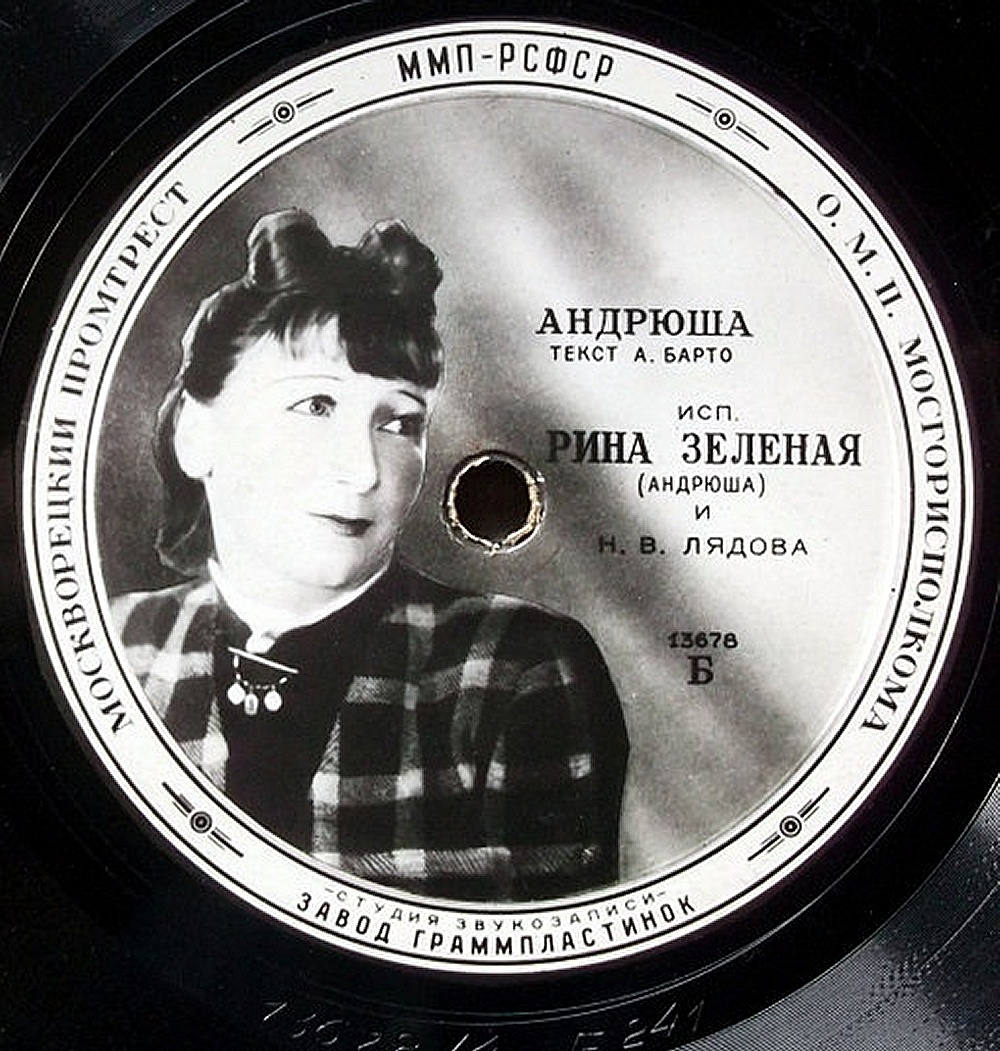 ММП-РСФСР
МОСКВОРЕЦКИЙ ПРОМТРЕСТ
О. М. П. МОСГОРИСПОЛКОМА
АНДРЮША
ТЕКСТ А. БАРТО
ИСП.
РИНА ЗЕЛЕНАЯ
(АНДРЮША)
И
Н. В. ЛЯДОВА
13678
Б
-СТУДИЯ ЗВУКОЗАПИСИ-
ЗАВОД ГРАММПЛАСТИНОК